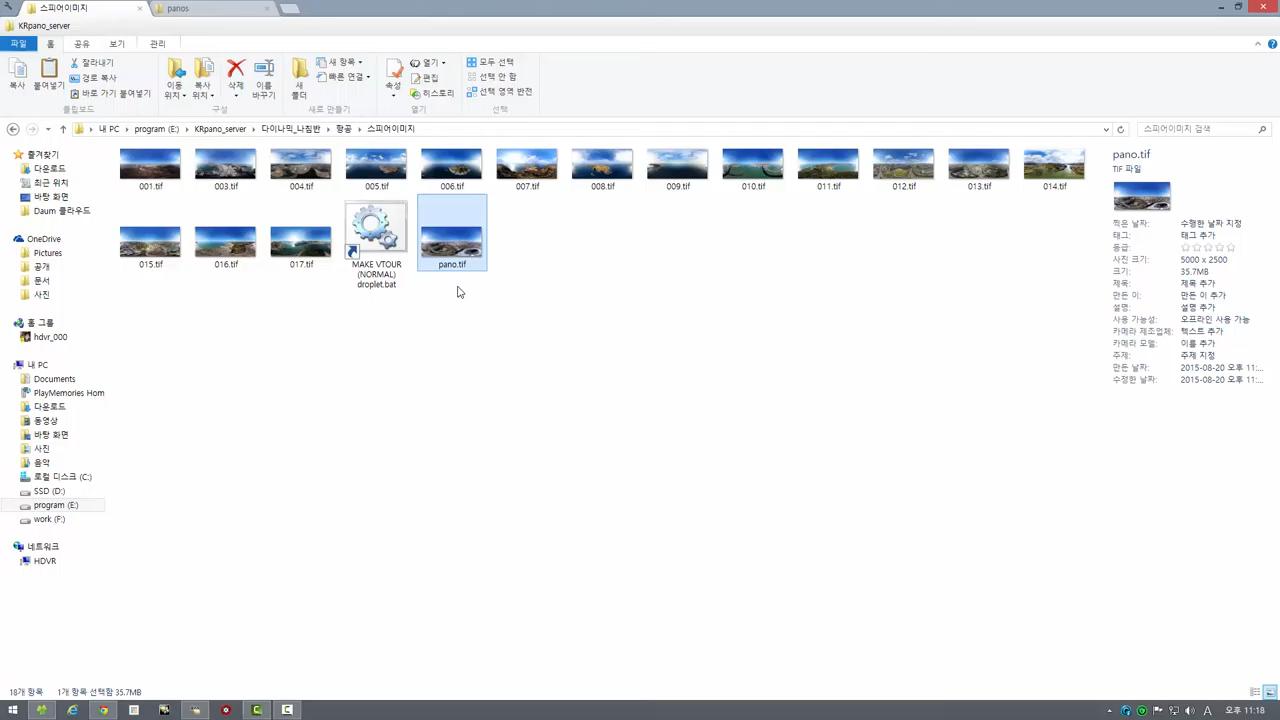 스피어이미지
panos
KRpano_server
파일
홈
공유
보기
관리
복사
붙여넣기
잘라내기
경로 복사
바로 가기 붙여넣기
클립보드
이동 위치
복사 위치
삭제
이름 바꾸기
구성
새 폴더
새 항목
빠른 연결
새로 만들기
속성
열기
편집
히스토리
열기
모두 선택
선택 안 함
선택 영역 반전
선택
내 PC
program (E:)
KRpano_server
다이나믹_나침반
항공
스피어이미지
스피어이미지 검색
즐겨찾기
다운로드
최근 위치
바탕 화면
Daum 클라우드
OneDrive
Pictures
공개
문서
사진
홈 그룹
hdvr_000
내 PC
Documents
PlayMemories Hom
다운로드
동영상
바탕 화면
사진
음악
로컬 디스크 (C:)
SSD (D:)
program (E:)
work (F:)
네트워크
HDVR
001.tif
003.tif
004.tif
005.tif
006.tif
007.tif
008.tif
009.tif
010.tif
011.tif
012.tif
013.tif
014.tif
015.tif
016.tif
017.tif
MAKE VTOUR
(NORMAL)
droplet.bat
pano.tif
pano.tif
TIF 파일
찍은 날짜: 수행한 날짜 지정
태그: 태그 추가
등급:
사진 크기: 5000 x 2500
크기: 35.7MB
제목: 제목 추가
만든 이: 만든 이 추가
설명: 설명 추가
사용 가능성: 오프라인 사용 가능
카메라 제조업체: 텍스트 추가
카메라 모델: 이름 추가
주제: 주제 지정
만든 날짜: 2015-08-20 오후 11:...
수정한 날짜: 2015-08-20 오후 11:...
18개 항목
1개 항목 선택함 35.7MB
A
오후 11:18